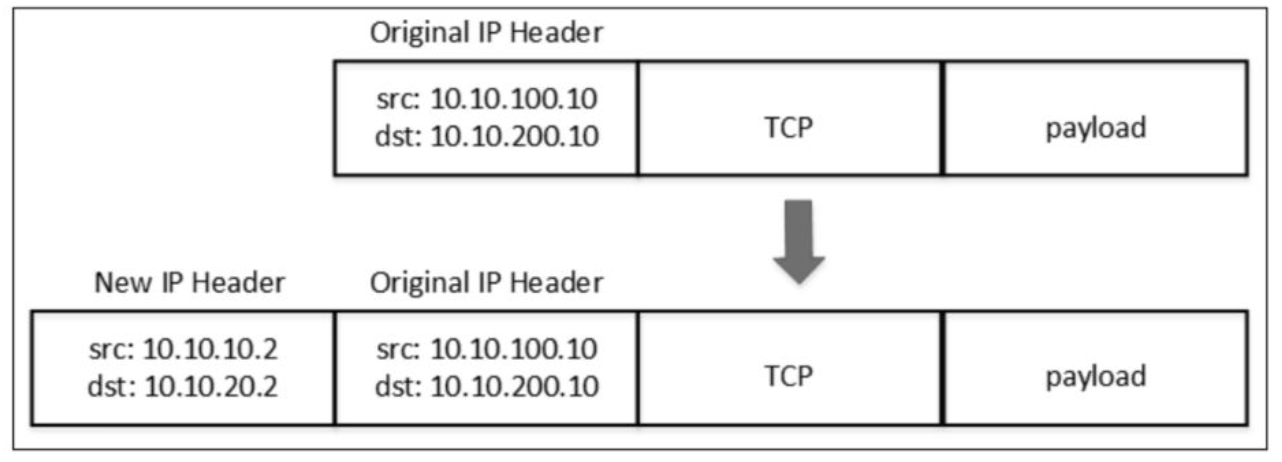 Original IP Header
src: 10.10.100.10
dst: 10.10.200.10
TCP
payload
New IP Header
Original IP Header
src: 10.10.10.2
dst: 10.10.20.2
src: 10.10.100.10
dst: 10.10.200.10
TCP
payload